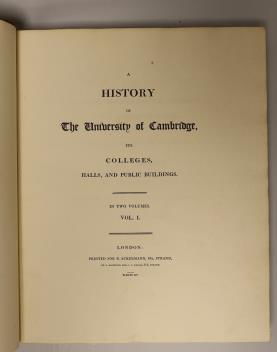 A
HISTORY
OF
The University of Cambridge,
ITS
COLLEGES,
HALLS, AND PUBLIC BUILDINGS.
IN TWO VOLUMES.
VOL. I.
LONDON:
PRINTED FOR R. ACKERMANN, 101, STRAND,